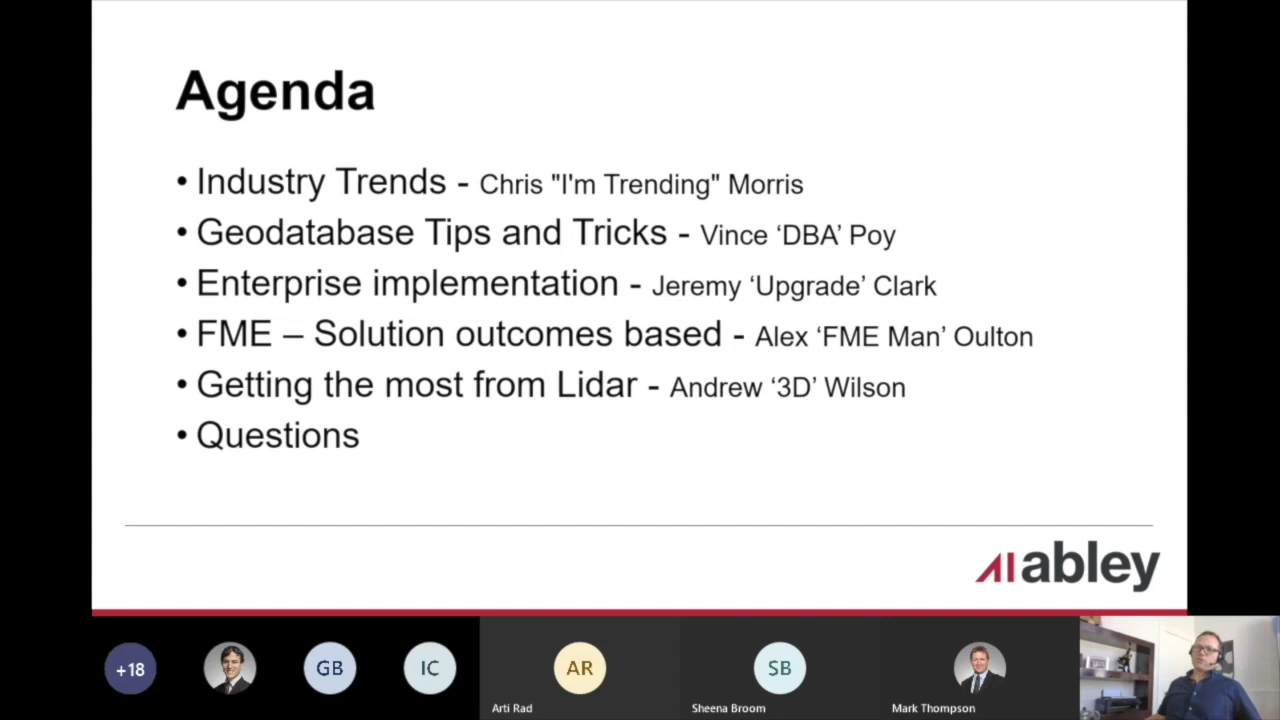 Agenda
• Industry Trends - Chris "I'm Trending" Morris
• Geodatabase Tips and Tricks - Vince ‘DBA’ Poy
• Enterprise implementation - Jeremy ‘Upgrade’ Clark
• FME – Solution outcomes based - Alex ‘FME Man’ Oulton
• Getting the most from Lidar - Andrew ‘3D’ Wilson
• Questions
abley
+18
GB
IC
AR
SB
Arti Rad
Sheena Broom
Mark Thompson